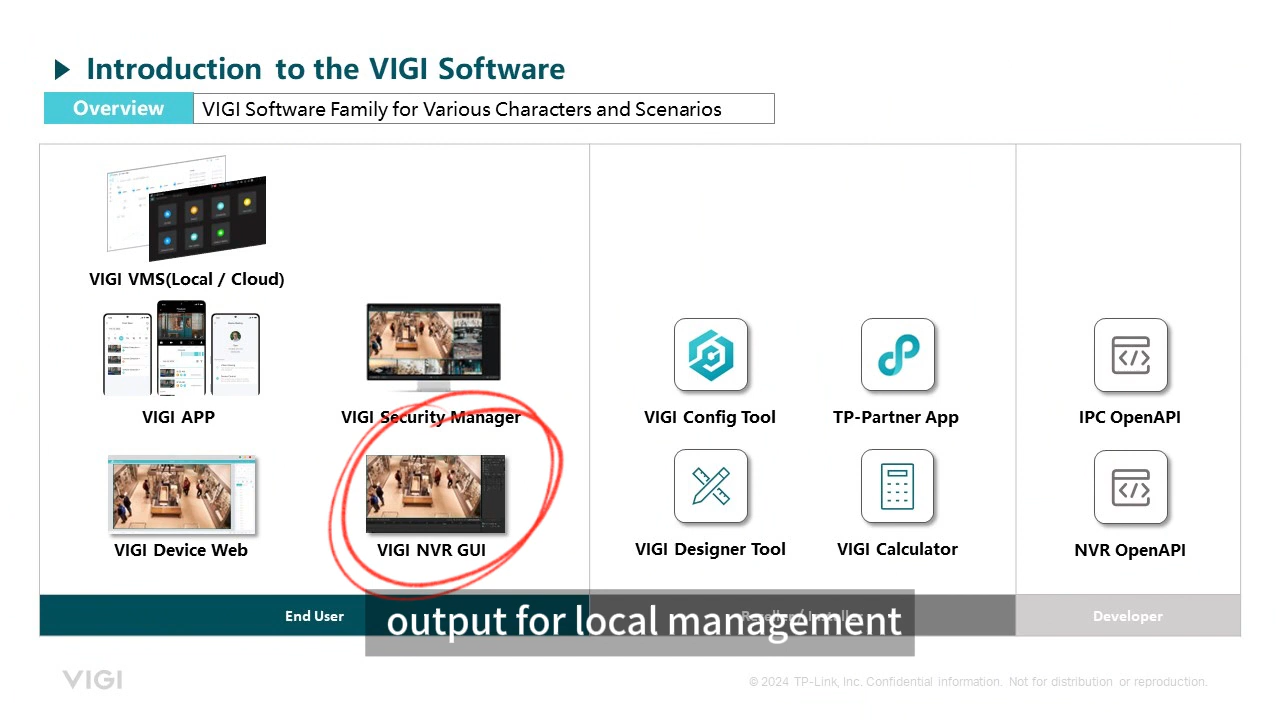 Introduction to the VIGI Software
Overview
VIGI Software Family for Various Characters and Scenarios
VIGI VMS(Local / Cloud)
VIGI APP
VIGI Security Manager
VIGI Config Tool
TP-Partner App
IPC OpenAPI
VIGI Device Web
VIGI NVR GUI
VIGI Designer Tool
VIGI Calculator
NVR OpenAPI
End User
Developer
output for local management
VIGI
© 2024 TP-Link, Inc. Confidential information. Not for distribution or reproduction.